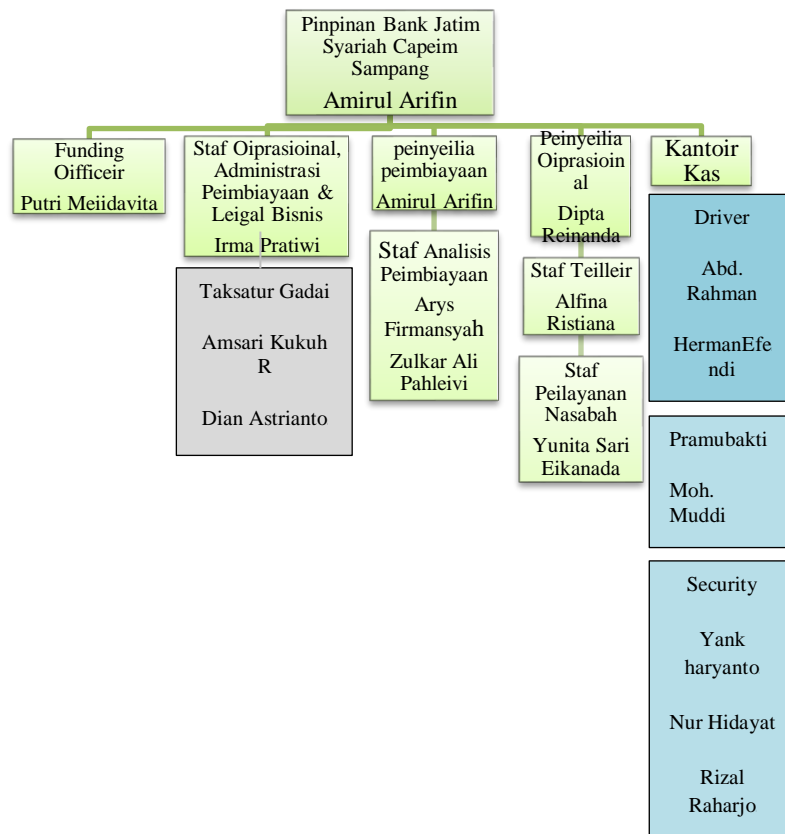 Pinpinan Bank Jatim
Syariah Capeim
Sampang
Amirul Arifin
Funding
Oifficeir
Putri Meiidavita
Staf Oiprasioinal,
Administrasi
Peimbiayaan &
Leigal Bisnis
Irma Pratiwi
Taksatur Gadai
Amsari Kukuh
R
Dian Astrianto
peinyeilia
peimbiayaan
Amirul Arifin
Staf Analisis
Peimbiayaan
Arys
Firmansyah
Zulkar Ali
Pahleivi
Peinyeilia
Oiprasioin
al
Dipta
Reinanda
Staf Teilleir
Alfina
Ristiana
Staf
Peilayanan
Nasabah
Yunita Sari
Eikanada
Kantoir
Kas
Driver
Abd.
Rahman
HermanEfe
ndi
Pramubakti
Moh.
Muddi
Security
Yank
haryanto
Nur Hidayat
Rizal
Raharjo